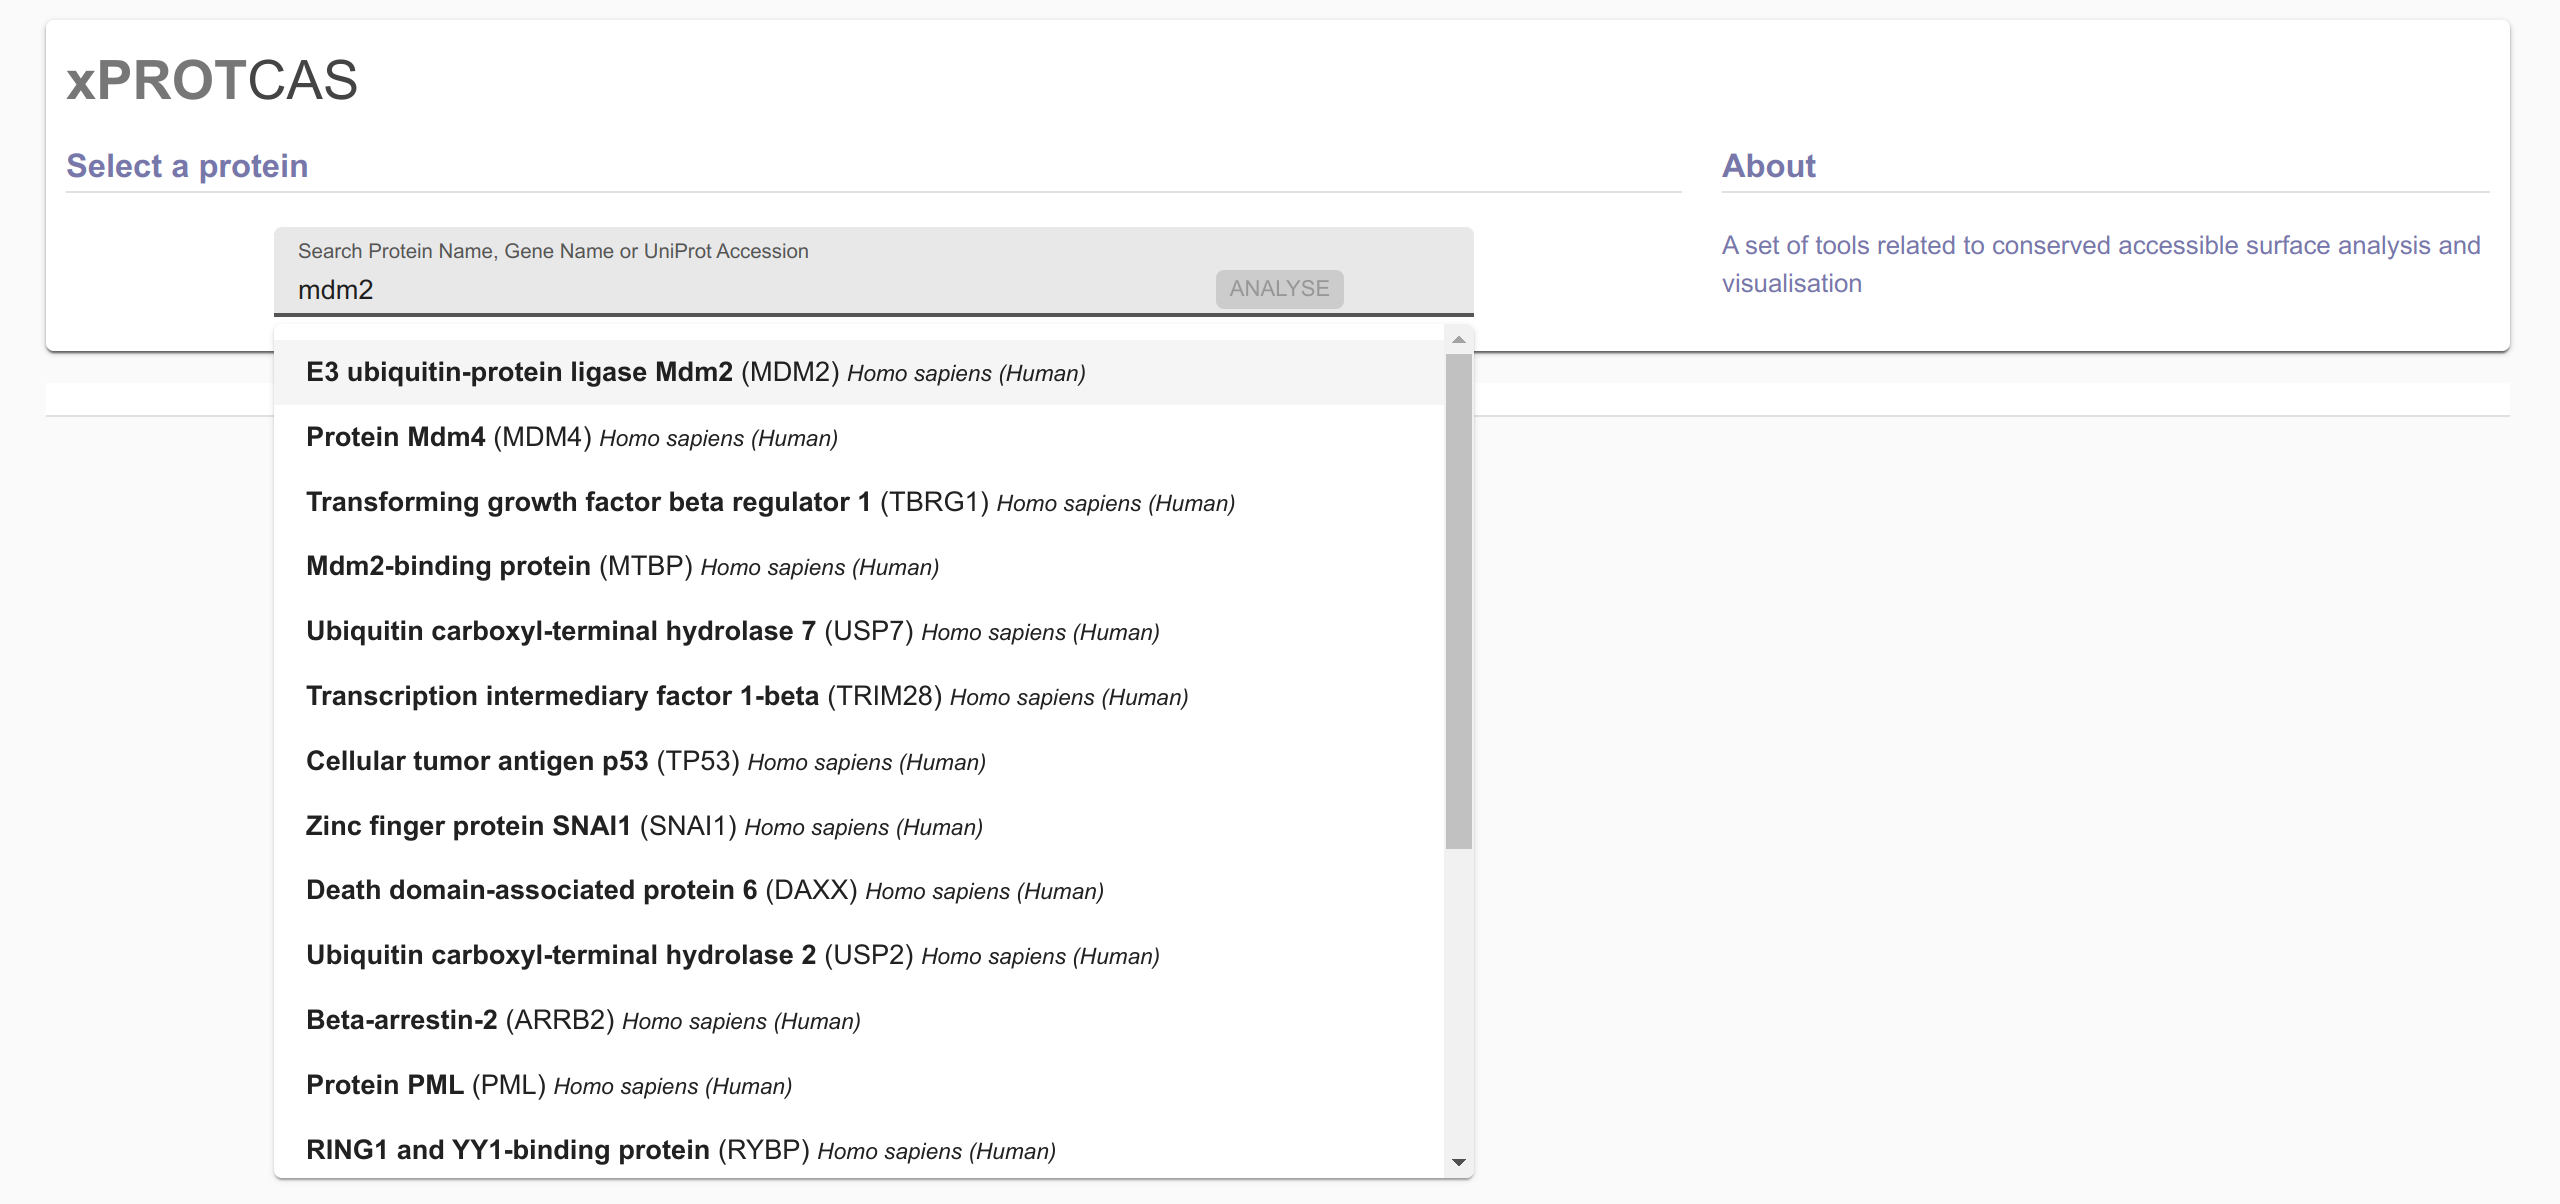 xPROTCAS
Select a protein
Search Protein Name, Gene Name or UniProt Accession
mdm2
ANALYSE
E3 ubiquitin-protein ligase Mdm2 (MDM2) Homo sapiens (Human)
Protein Mdm4 (MDM4) Homo sapiens (Human)
Transforming growth factor beta regulator 1 (TBRG1) Homo sapiens (Human)
Mdm2-binding protein (MTBP) Homo sapiens (Human)
Ubiquitin carboxyl-terminal hydrolase 7 (USP7) Homo sapiens (Human)
Transcription intermediary factor 1-beta (TRIM28) Homo sapiens (Human)
Cellular tumor antigen p53 (TP53) Homo sapiens (Human)
Zinc finger protein SNAI1 (SNAI1) Homo sapiens (Human)
Death domain-associated protein 6 (DAXX) Homo sapiens (Human)
Ubiquitin carboxyl-terminal hydrolase 2 (USP2) Homo sapiens (Human)
Beta-arrestin-2 (ARRB2) Homo sapiens (Human)
Protein PML (PML) Homo sapiens (Human)
RING1 and YY1-binding protein (RYBP) Homo sapiens (Human)
About
A set of tools related to conserved accessible surface analysis and
visualisation